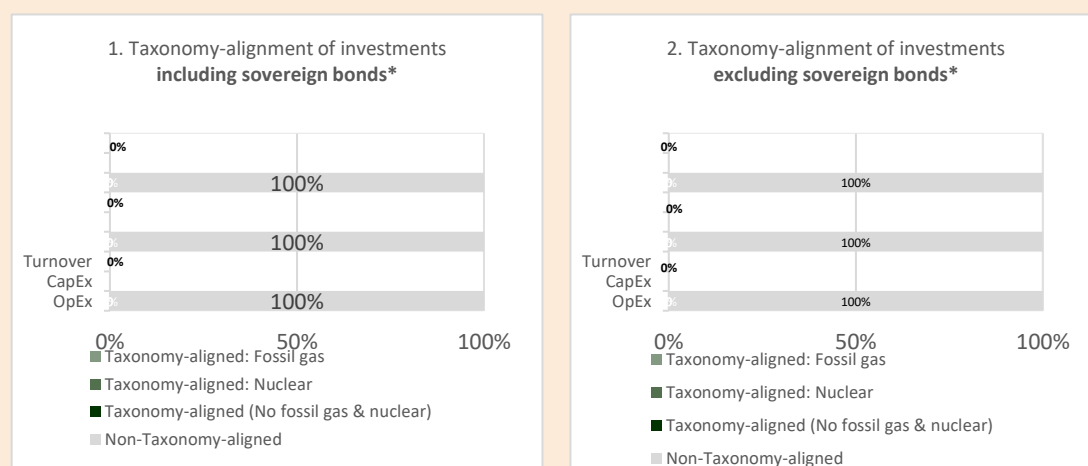 1. Taxonomy-alignment of investments
including sovereign bonds*
0%
100%
0%
100%
0%
100%
Turnover
CapEx
OpEx
0% 50% 100%
Taxonomy-aligned: Fossil gas
Taxonomy-aligned: Nuclear
Taxonomy-aligned (No fossil gas & nuclear)
Non-Taxonomy-aligned
2. Taxonomy-alignment of investments
excluding sovereign bonds*
0%
100%
0%
100%
0%
100%
Turnover
CapEx
OpEx
0% 50% 100%
Taxonomy-aligned: Fossil gas
Taxonomy-aligned: Nuclear
Taxonomy-aligned (No fossil gas & nuclear)
Non-Taxonomy-aligned